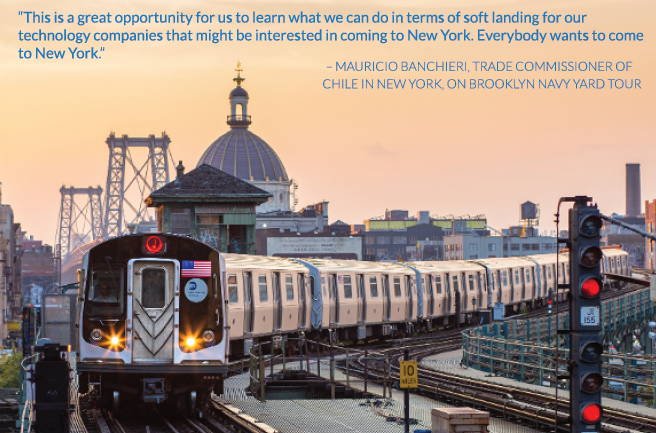 "This is a great opportunity for us to learn what we can do in terms of soft landing for our
technology companies that might be interested in coming to New York. Everybody wants to come
to New York."
– MAURICIO BANCHIERI, TRADE COMMISSIONER OF
CHILE IN NEW YORK, ON BROOKLYN NAVY YARD TOUR
J
J1
155
10
MILES